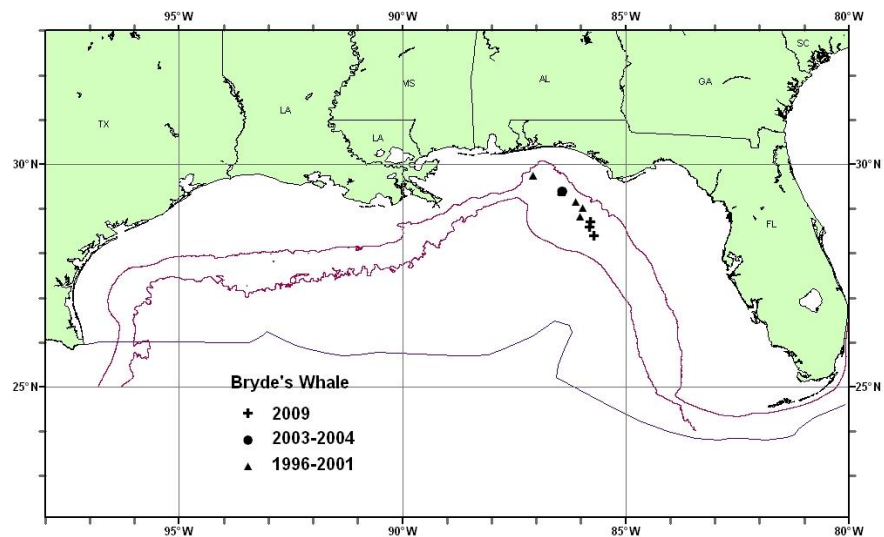 95°W 90°W 85°W 80°W
SC
MS AL GA
LA
TX
LA
30°N 30°N
FL
25°N 25°N
Bryde's Whale
2009
2003-2004
1996-2001
95°W 90°W 85°W 80°W